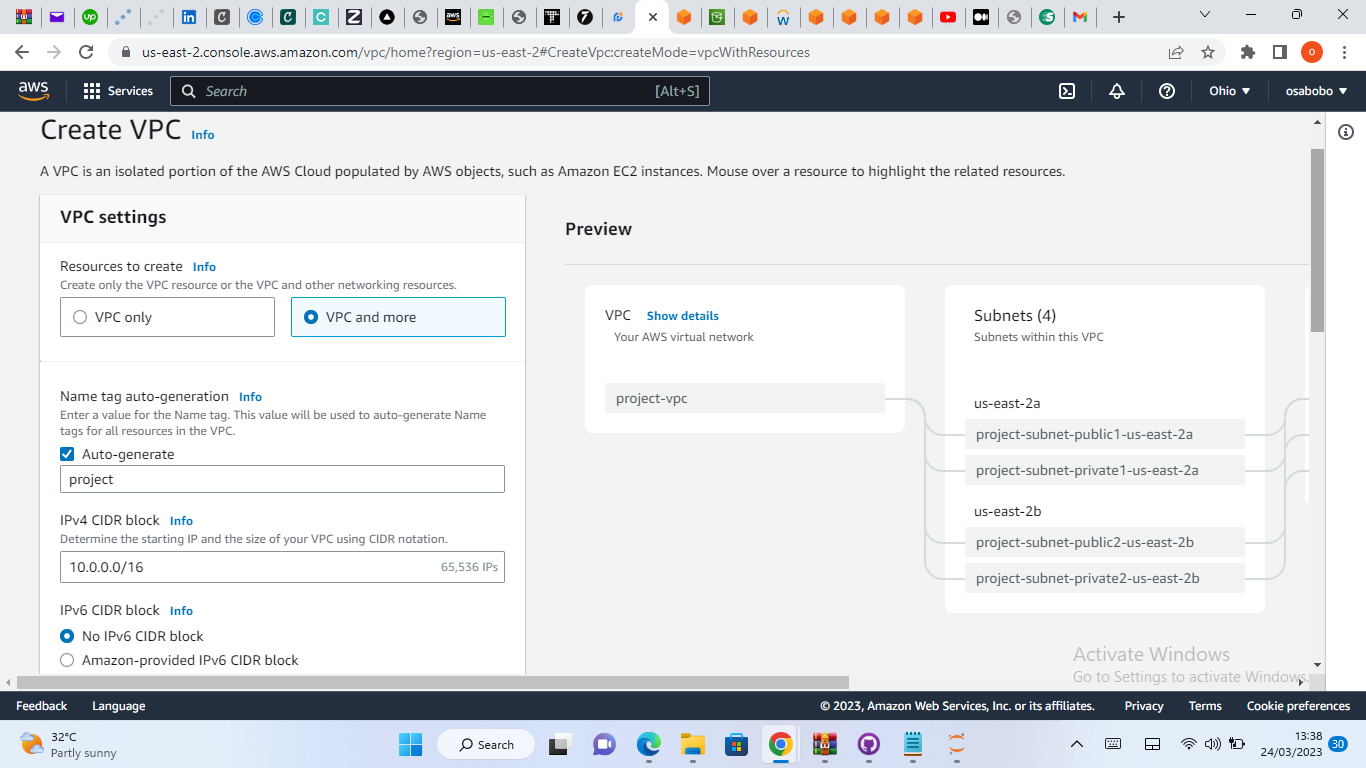 us-east-2.console.aws.amazon.com/vpc/home?region=us-east-2#CreateVpc:createMode=vpcWithResources
aws
Services
Search
[Alt+S]
Ohio
osabobo
Create VPC Info
A VPC is an isolated portion of the AWS Cloud populated by AWS objects, such as Amazon EC2 instances. Mouse over a resource to highlight the related resources.
VPC settings
Resources to create Info
Create only the VPC resource or the VPC and other networking resources.
VPC only
VPC and more
Name tag auto-generation Info
Enter a value for the Name tag. This value will be used to auto-generate Name
tags for all resources in the VPC.
Auto-generate
project
IPv4 CIDR block Info
Determine the starting IP and the size of your VPC using CIDR notation.
10.0.0.0/16
65,536 IPs
IPv6 CIDR block Info
No IPv6 CIDR block
Amazon-provided IPv6 CIDR block
Preview
VPC Show details
Your AWS virtual network
project-vpc
Subnets (4)
Subnets within this VPC
us-east-2a
project-subnet-public1-us-east-2a
project-subnet-private1-us-east-2a
us-east-2b
project-subnet-public2-us-east-2b
project-subnet-private2-us-east-2b
Activate Windows
Go to Settings to activate Windows.
Feedback
Language
© 2023, Amazon Web Services, Inc. or its affiliates.
Privacy
Terms
Cookie preferences
32°C
Partly sunny
Search
13:38
24/03/2023
30